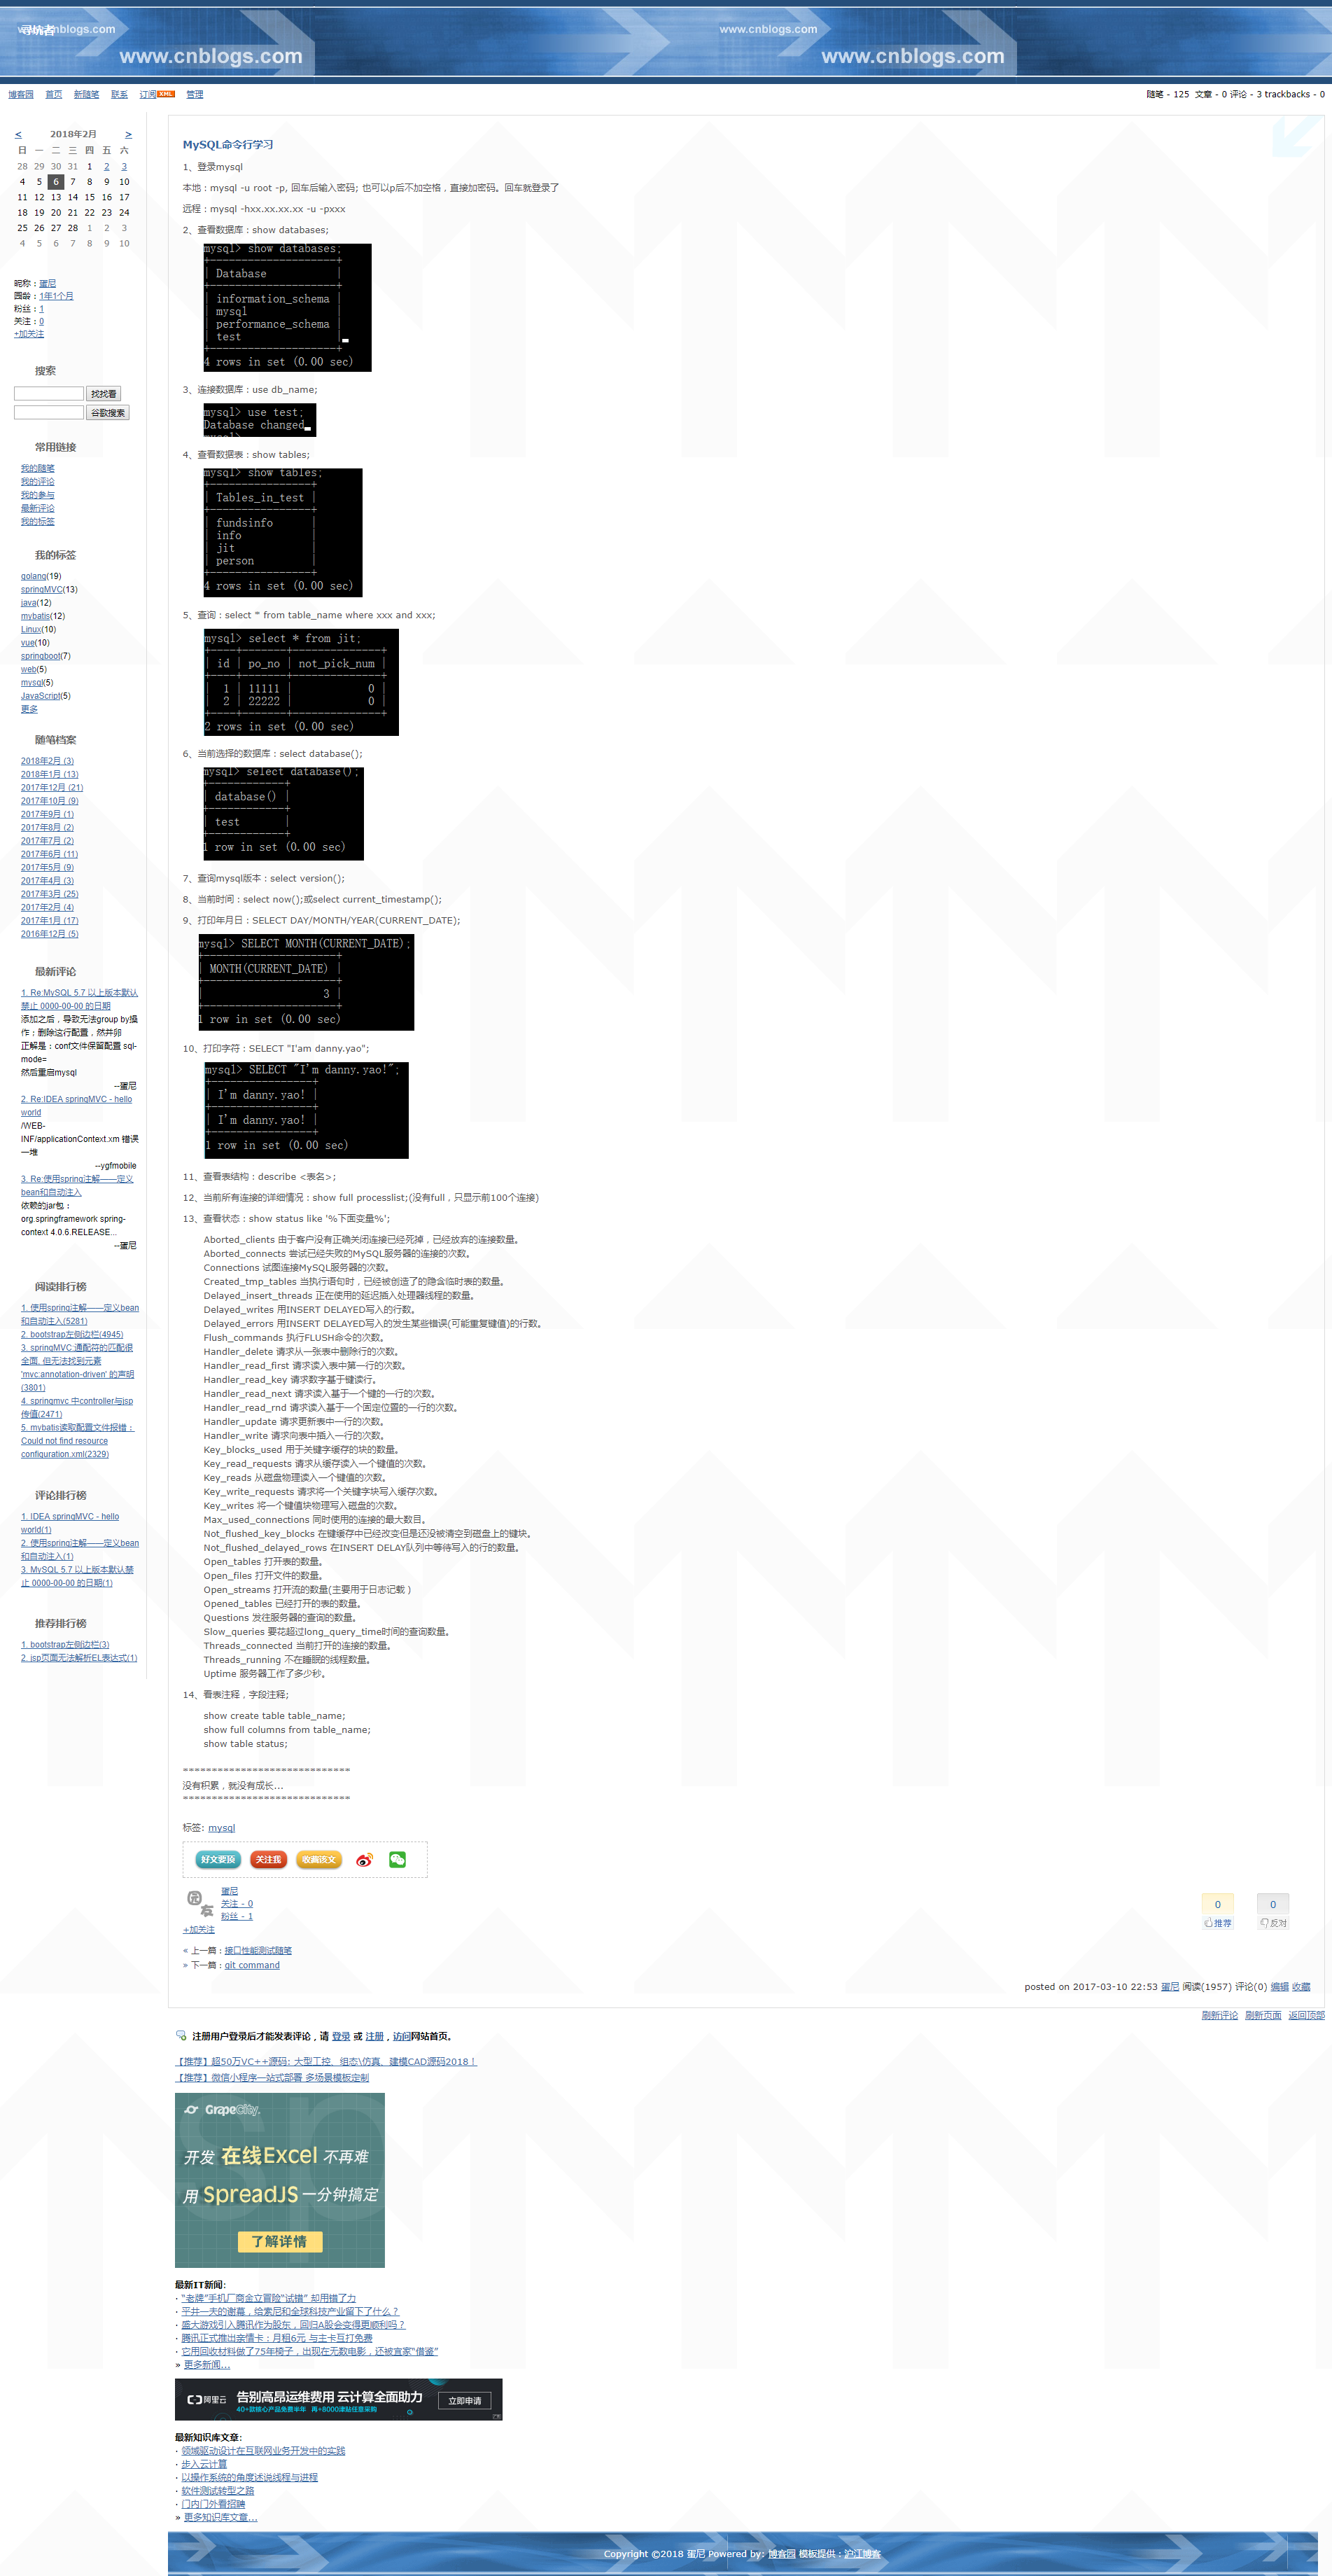 www.cnblogs.com
寻坑者
www.cnblogs.com
www.cnblogs.com
www.cnblogs.com
博客园 首页 新随笔 联系 订阅 XML 管理
随笔 - 125 文章 - 0 评论 - 3 trackbacks - 0
< 2018年2月 >
日 一 二 三 四 五 六
28 29 30 31 1 2 3
4 5 6 7 8 9 10
11 12 13 14 15 16 17
18 19 20 21 22 23 24
25 26 27 28 1 2 3
4 5 6 7 8 9 10
昵称：蛋尼
园龄：1年1个月
粉丝：1
关注：0
+加关注
搜索
找找看
谷歌搜索
常用链接
我的随笔
我的评论
我的参与
最新评论
我的标签
我的标签
golang(19)
springMVC(13)
java(12)
mybatis(12)
Linux(10)
vue(10)
springboot(7)
web(5)
mysql(5)
JavaScript(5)
更多
随笔档案
2018年2月 (3)
2018年1月 (13)
2017年12月 (21)
2017年10月 (9)
2017年9月 (1)
2017年8月 (2)
2017年7月 (2)
2017年6月 (11)
2017年5月 (9)
2017年4月 (3)
2017年3月 (25)
2017年2月 (4)
2017年1月 (17)
2016年12月 (5)
最新评论
1. Re:MySQL 5.7 以上版本默认
禁止 0000-00-00 的日期
添加之后，导致无法group by操
作；删除这行配置，然并卵
正解是：conf文件保留配置 sql-
mode=
然后重启mysql
--蛋尼
2. Re:IDEA springMVC - hello
world
/WEB-
INF/applicationContext.xm 错误
一堆
--ygfmobile
3. Re:使用spring注解——定义
bean和自动注入
依赖的jar包：
org.springframework spring-
context 4.0.6.RELEASE...
--蛋尼
阅读排行榜
1. 使用spring注解——定义bean
和自动注入(5281)
2. bootstrap左侧边栏(4945)
3. springMVC:通配符的匹配很
全面, 但无法找到元素
'mvc:annotation-driven' 的声明
(3801)
4. springmvc 中controller与jsp
传值(2471)
5. mybatis读取配置文件报错：
Could not find resource
configuration.xml(2329)
评论排行榜
1. IDEA springMVC - hello
world(1)
2. 使用spring注解——定义bean
和自动注入(1)
3. MySQL 5.7 以上版本默认禁
止 0000-00-00 的日期(1)
推荐排行榜
1. bootstrap左侧边栏(3)
2. jsp页面无法解析EL表达式(1)
MySQL命令行学习
1、登录mysql
本地：mysql -u root -p, 回车后输入密码; 也可以p后不加空格，直接加密码。回车就登录了
远程：mysql -hxx.xx.xx.xx -u -pxxx
2、查看数据库：show databases;
mysql> show databases;
+--------------------+
| Database |
+--------------------+
| information_schema |
| mysql |
| performance_schema |
| test |
+--------------------+
4 rows in set (0.00 sec)
3、连接数据库：use db_name;
mysql> use test;
Database changed
mysql>
4、查看数据表：show tables;
mysql> show tables;
+----------------+
| Tables_in_test |
+----------------+
| fundsinfo |
| info |
| jit |
| person |
+----------------+
4 rows in set (0.00 sec)
5、查询：select * from table_name where xxx and xxx;
mysql> select * from jit;
+----+-------+--------------+
| id | po_no | not_pick_num |
+----+-------+--------------+
| 1 | 11111 | 0 |
| 2 | 22222 | 0 |
+----+-------+--------------+
2 rows in set (0.00 sec)
6、当前选择的数据库：select database();
mysql> select database();
+------------+
| database() |
+------------+
| test |
+------------+
1 row in set (0.00 sec)
7、查询mysql版本：select version();
8、当前时间：select now();或select current_timestamp();
9、打印年月日：SELECT DAY/MONTH/YEAR(CURRENT_DATE);
mysql> SELECT MONTH(CURRENT_DATE);
+---------------------+
| MONTH(CURRENT_DATE) |
+---------------------+
| 3 |
+---------------------+
1 row in set (0.00 sec)
10、打印字符：SELECT "I'am danny.yao";
mysql> SELECT "I'm danny.yao!";
+----------------+
| I'm danny.yao! |
+----------------+
| I'm danny.yao! |
+----------------+
1 row in set (0.00 sec)
11、查看表结构：describe <表名>;
12、当前所有连接的详细情况：show full processlist;(没有full，只显示前100个连接)
13、查看状态：show status like '%下面变量%';
Aborted_clients 由于客户没有正确关闭连接已经死掉，已经放弃的连接数量。
Aborted_connects 尝试已经失败的MySQL服务器的连接的次数。
Connections 试图连接MySQL服务器的次数。
Created_tmp_tables 当执行语句时，已经被创造了的隐含临时表的数量。
Delayed_insert_threads 正在使用的延迟插入处理器线程的数量。
Delayed_writes 用INSERT DELAYED写入的行数。
Delayed_errors 用INSERT DELAYED写入的发生某些错误(可能重复键值)的行数。
Flush_commands 执行FLUSH命令的次数。
Handler_delete 请求从一张表中删除行的次数。
Handler_read_first 请求读入表中第一行的次数。
Handler_read_key 请求数字基于键读行。
Handler_read_next 请求读入基于一个键的一行的次数。
Handler_read_rnd 请求读入基于一个固定位置的一行的次数。
Handler_update 请求更新表中一行的次数。
Handler_write 请求向表中插入一行的次数。
Key_blocks_used 用于关键字缓存的块的数量。
Key_read_requests 请求从缓存读入一个键值的次数。
Key_reads 从磁盘物理读入一个键值的次数。
Key_write_requests 请求将一个关键字块写入缓存次数。
Key_writes 将一个键值块物理写入磁盘的次数。
Max_used_connections 同时使用的连接的最大数目。
Not_flushed_key_blocks 在键缓存中已经改变但是还没被清空到磁盘上的键块。
Not_flushed_delayed_rows 在INSERT DELAY队列中等待写入的行的数量。
Open_tables 打开表的数量。
Open_files 打开文件的数量。
Open_streams 打开流的数量(主要用于日志记载）
Opened_tables 已经打开的表的数量。
Questions 发往服务器的查询的数量。
Slow_queries 要花超过long_query_time时间的查询数量。
Threads_connected 当前打开的连接的数量。
Threads_running 不在睡眠的线程数量。
Uptime 服务器工作了多少秒。
14、看表注释，字段注释;
show create table table_name;
show full columns from table_name;
show table status;
=============================
没有积累，就没有成长...
=============================
标签: mysql
好文要顶 关注我 收藏该文
园友
蛋尼
关注 - 0
粉丝 - 1
+加关注
0 0
推荐 反对
« 上一篇：接口性能测试随笔
» 下一篇：git command
posted on 2017-03-10 22:53 蛋尼 阅读(1957) 评论(0) 编辑 收藏
刷新评论 刷新页面 返回顶部
注册用户登录后才能发表评论，请 登录 或 注册，访问网站首页。
【推荐】超50万VC++源码: 大型工控、组态\仿真、建模CAD源码2018！
【推荐】微信小程序一站式部署 多场景模板定制
GrapeCity.
开发 在线Excel 不再难
用 SpreadJS 一分钟搞定
了解详情
最新IT新闻:
· “老牌”手机厂商金立冒险“试错” 却用错了力
· 平井一夫的谢幕，给索尼和全球科技产业留下了什么？
· 盛大游戏引入腾讯作为股东，回归A股会变得更顺利吗？
· 腾讯正式推出亲情卡：月租6元 与主卡互打免费
· 它用回收材料做了75年椅子，出现在无数电影，还被宜家“借鉴”
» 更多新闻...
阿里云
告别高昂运维费用 云计算全面助力
40+款核心产品免费半年 再+8000津贴任意采购
立即申请
最新知识库文章:
· 领域驱动设计在互联网业务开发中的实践
· 步入云计算
· 以操作系统的角度述说线程与进程
· 软件测试转型之路
· 门内门外看招聘
» 更多知识库文章...
Copyright ©2018 蛋尼 Powered by: 博客园 模板提供：沪江博客